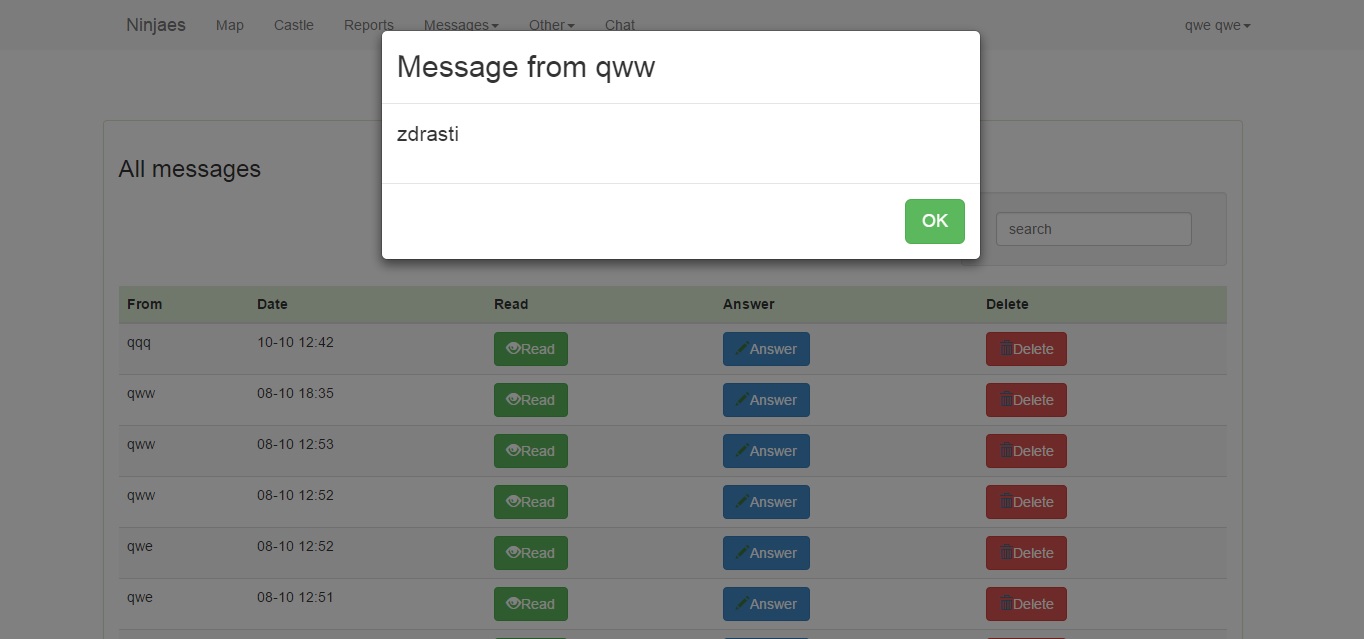 Ninjaes Map Castle Reports Messages Other Chat qwe qwe
Message from qww
zdrasti
All messages
OK
search
From Date Read Answer Delete
qqq 10-10 12:42 Read Answer Delete
qww 08-10 18:35 Read Answer Delete
qww 08-10 12:53 Read Answer Delete
qww 08-10 12:52 Read Answer Delete
qwe 08-10 12:52 Read Answer Delete
qwe 08-10 12:51 Read Answer Delete